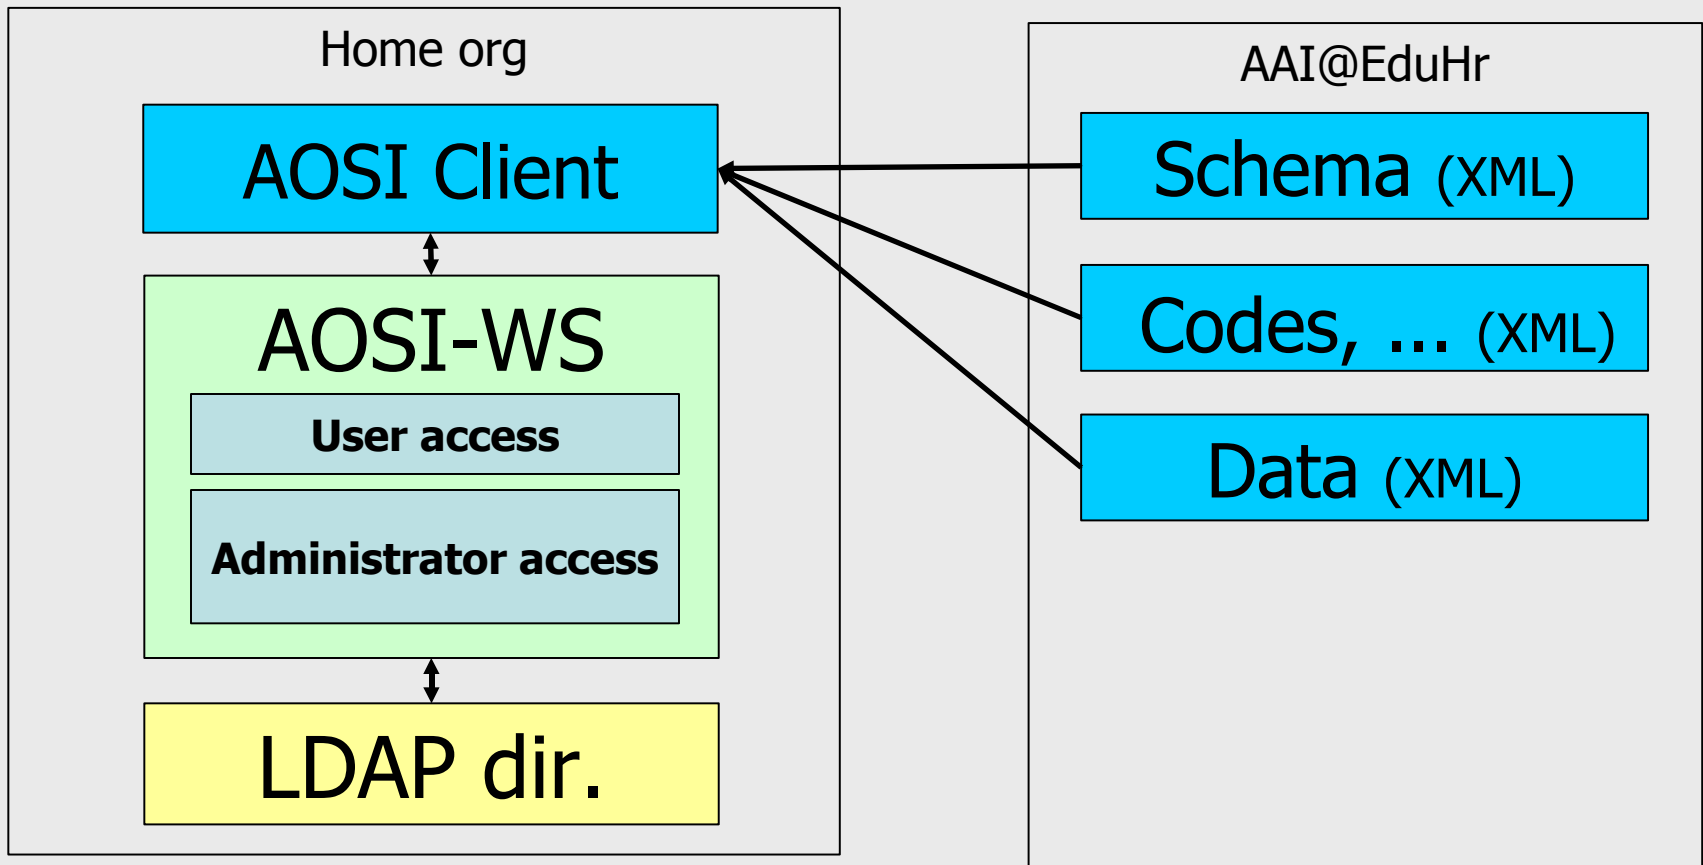 Home org
AOSI Client
AOSI-WS
User access
Administrator access
LDAP dir.
AAI@EduHr
Schema (XML)
Codes, ... (XML)
Data (XML)